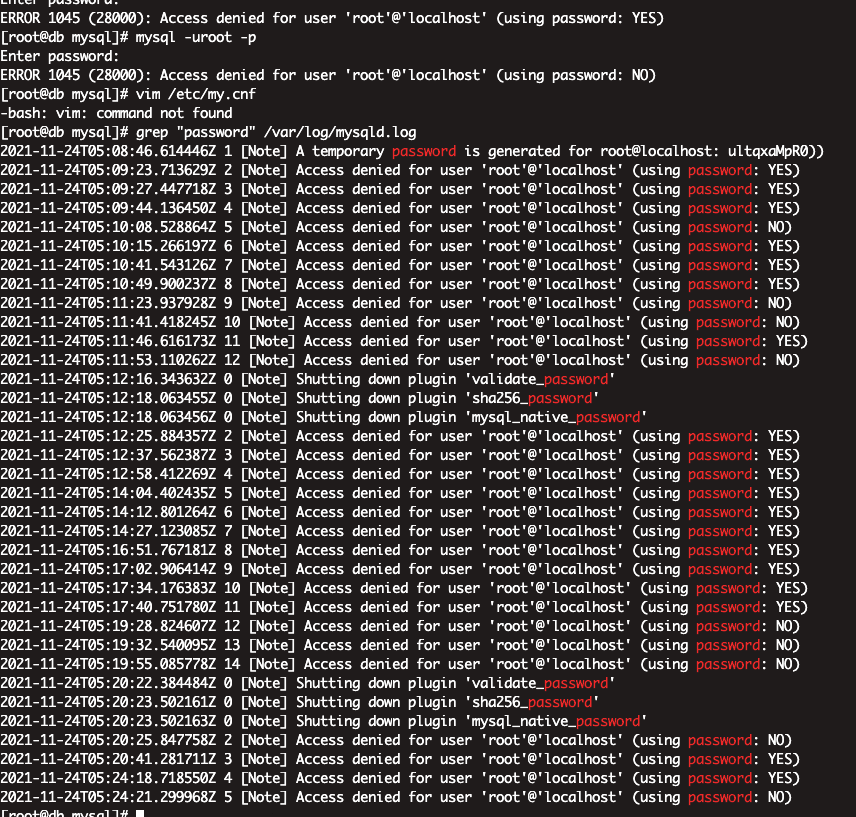 Enter password:
ERROR 1045 (28000): Access denied for user 'root'@'localhost' (using password: YES)
[root@db mysql]# mysql -uroot -p
Enter password:
ERROR 1045 (28000): Access denied for user 'root'@'localhost' (using password: NO)
[root@db mysql]# vim /etc/my.cnf
-bash: vim: command not found
[root@db mysql]# grep "password" /var/log/mysqld.log
2021-11-24T05:08:46.614446Z 1 [Note] A temporary password is generated for root@localhost: ultqxaMpR0))
2021-11-24T05:09:23.713629Z 2 [Note] Access denied for user 'root'@'localhost' (using password: YES)
2021-11-24T05:09:27.447718Z 3 [Note] Access denied for user 'root'@'localhost' (using password: YES)
2021-11-24T05:09:44.136450Z 4 [Note] Access denied for user 'root'@'localhost' (using password: YES)
2021-11-24T05:10:08.528864Z 5 [Note] Access denied for user 'root'@'localhost' (using password: NO)
2021-11-24T05:10:15.266197Z 6 [Note] Access denied for user 'root'@'localhost' (using password: YES)
2021-11-24T05:10:41.543126Z 7 [Note] Access denied for user 'root'@'localhost' (using password: YES)
2021-11-24T05:10:49.900237Z 8 [Note] Access denied for user 'root'@'localhost' (using password: YES)
2021-11-24T05:11:23.937928Z 9 [Note] Access denied for user 'root'@'localhost' (using password: NO)
2021-11-24T05:11:41.418245Z 10 [Note] Access denied for user 'root'@'localhost' (using password: NO)
2021-11-24T05:11:46.616173Z 11 [Note] Access denied for user 'root'@'localhost' (using password: YES)
2021-11-24T05:11:53.110262Z 12 [Note] Access denied for user 'root'@'localhost' (using password: NO)
2021-11-24T05:12:16.343632Z 0 [Note] Shutting down plugin 'validate_password'
2021-11-24T05:12:18.063455Z 0 [Note] Shutting down plugin 'sha256_password'
2021-11-24T05:12:18.063456Z 0 [Note] Shutting down plugin 'mysql_native_password'
2021-11-24T05:12:25.884357Z 2 [Note] Access denied for user 'root'@'localhost' (using password: YES)
2021-11-24T05:12:37.562387Z 3 [Note] Access denied for user 'root'@'localhost' (using password: YES)
2021-11-24T05:12:58.412269Z 4 [Note] Access denied for user 'root'@'localhost' (using password: YES)
2021-11-24T05:14:04.402435Z 5 [Note] Access denied for user 'root'@'localhost' (using password: YES)
2021-11-24T05:14:12.801264Z 6 [Note] Access denied for user 'root'@'localhost' (using password: YES)
2021-11-24T05:14:27.123085Z 7 [Note] Access denied for user 'root'@'localhost' (using password: YES)
2021-11-24T05:16:51.767181Z 8 [Note] Access denied for user 'root'@'localhost' (using password: YES)
2021-11-24T05:17:02.906414Z 9 [Note] Access denied for user 'root'@'localhost' (using password: YES)
2021-11-24T05:17:34.176383Z 10 [Note] Access denied for user 'root'@'localhost' (using password: YES)
2021-11-24T05:17:40.751780Z 11 [Note] Access denied for user 'root'@'localhost' (using password: YES)
2021-11-24T05:19:28.824607Z 12 [Note] Access denied for user 'root'@'localhost' (using password: NO)
2021-11-24T05:19:32.540095Z 13 [Note] Access denied for user 'root'@'localhost' (using password: NO)
2021-11-24T05:19:55.085778Z 14 [Note] Access denied for user 'root'@'localhost' (using password: NO)
2021-11-24T05:20:22.384484Z 0 [Note] Shutting down plugin 'validate_password'
2021-11-24T05:20:23.502161Z 0 [Note] Shutting down plugin 'sha256_password'
2021-11-24T05:20:23.502163Z 0 [Note] Shutting down plugin 'mysql_native_password'
2021-11-24T05:20:25.847758Z 2 [Note] Access denied for user 'root'@'localhost' (using password: NO)
2021-11-24T05:20:41.281711Z 3 [Note] Access denied for user 'root'@'localhost' (using password: YES)
2021-11-24T05:24:18.718550Z 4 [Note] Access denied for user 'root'@'localhost' (using password: YES)
2021-11-24T05:24:21.299968Z 5 [Note] Access denied for user 'root'@'localhost' (using password: NO)
[root@db mysql]#